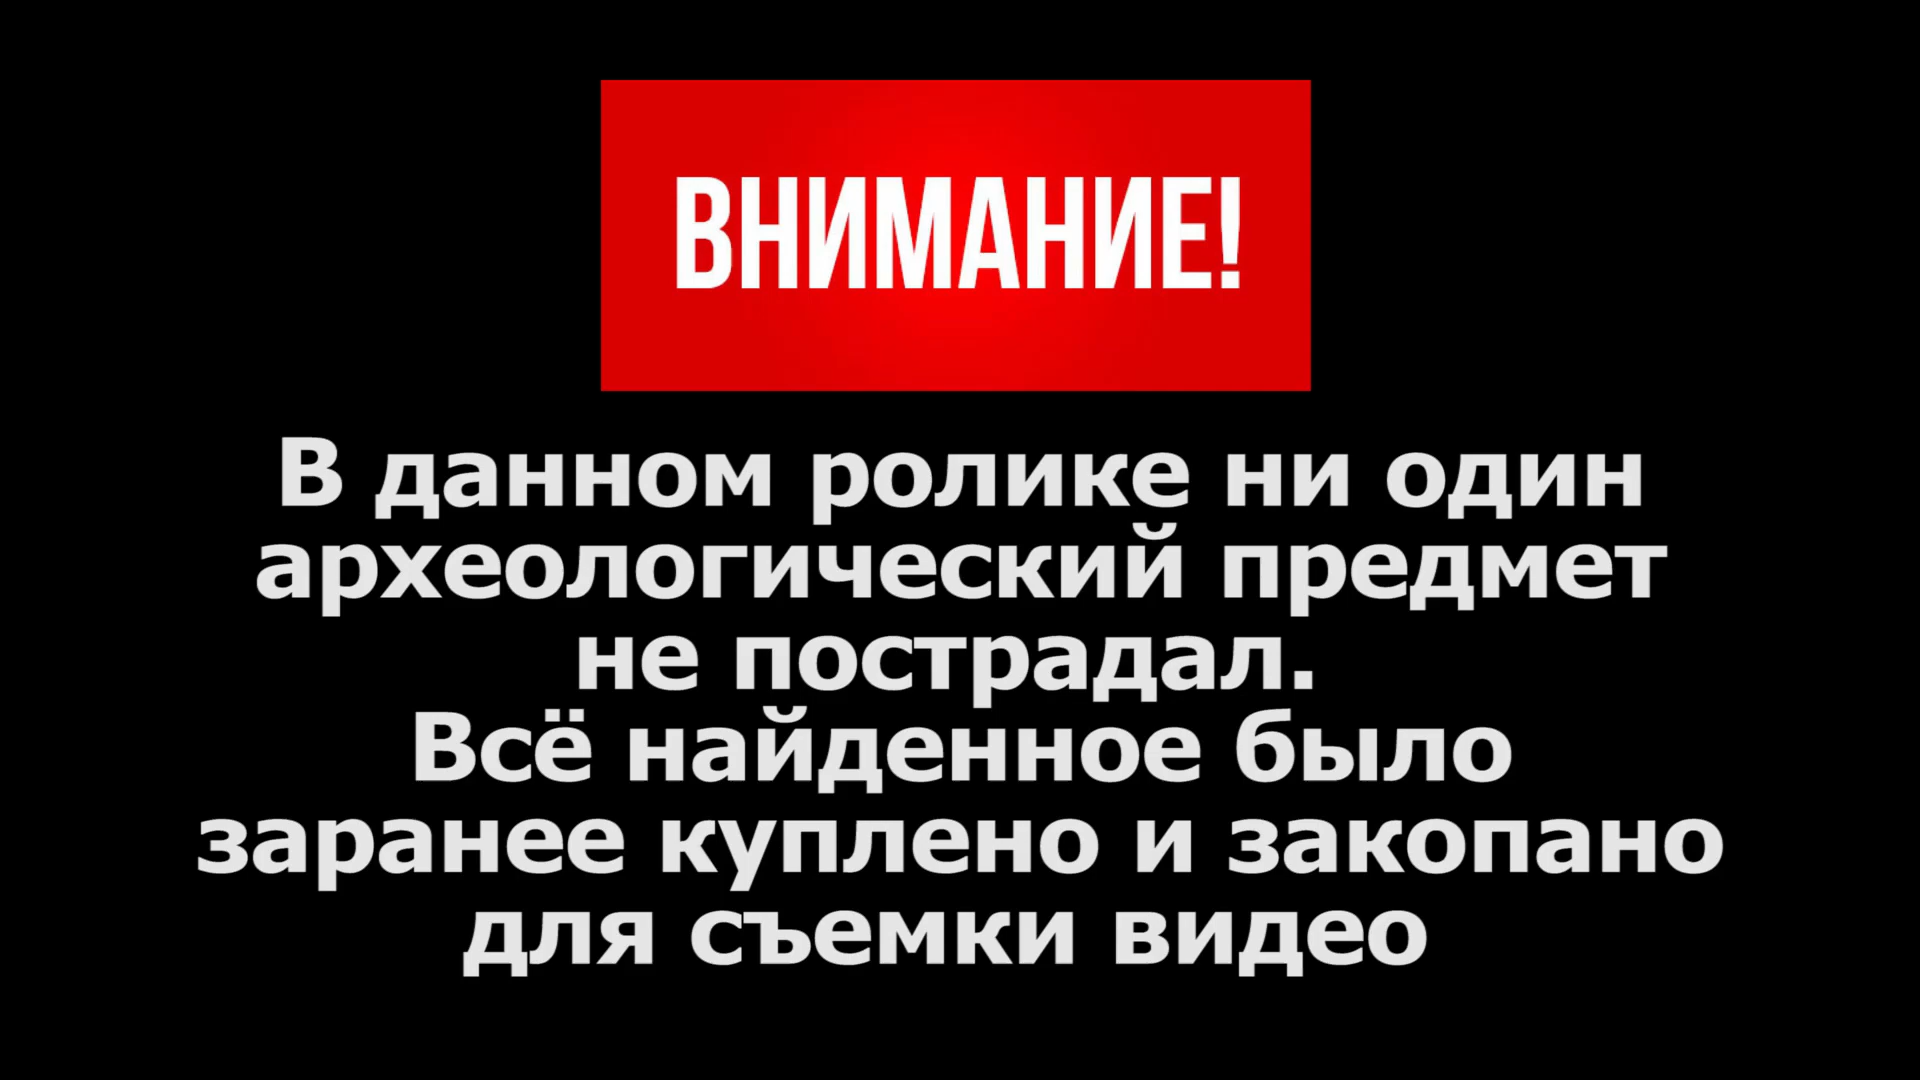 ВНИМАНИЕ!
В данном ролике ни один
археологический предмет
не пострадал.
Всё найденное было
заранее куплено и закопано
для съемки видео